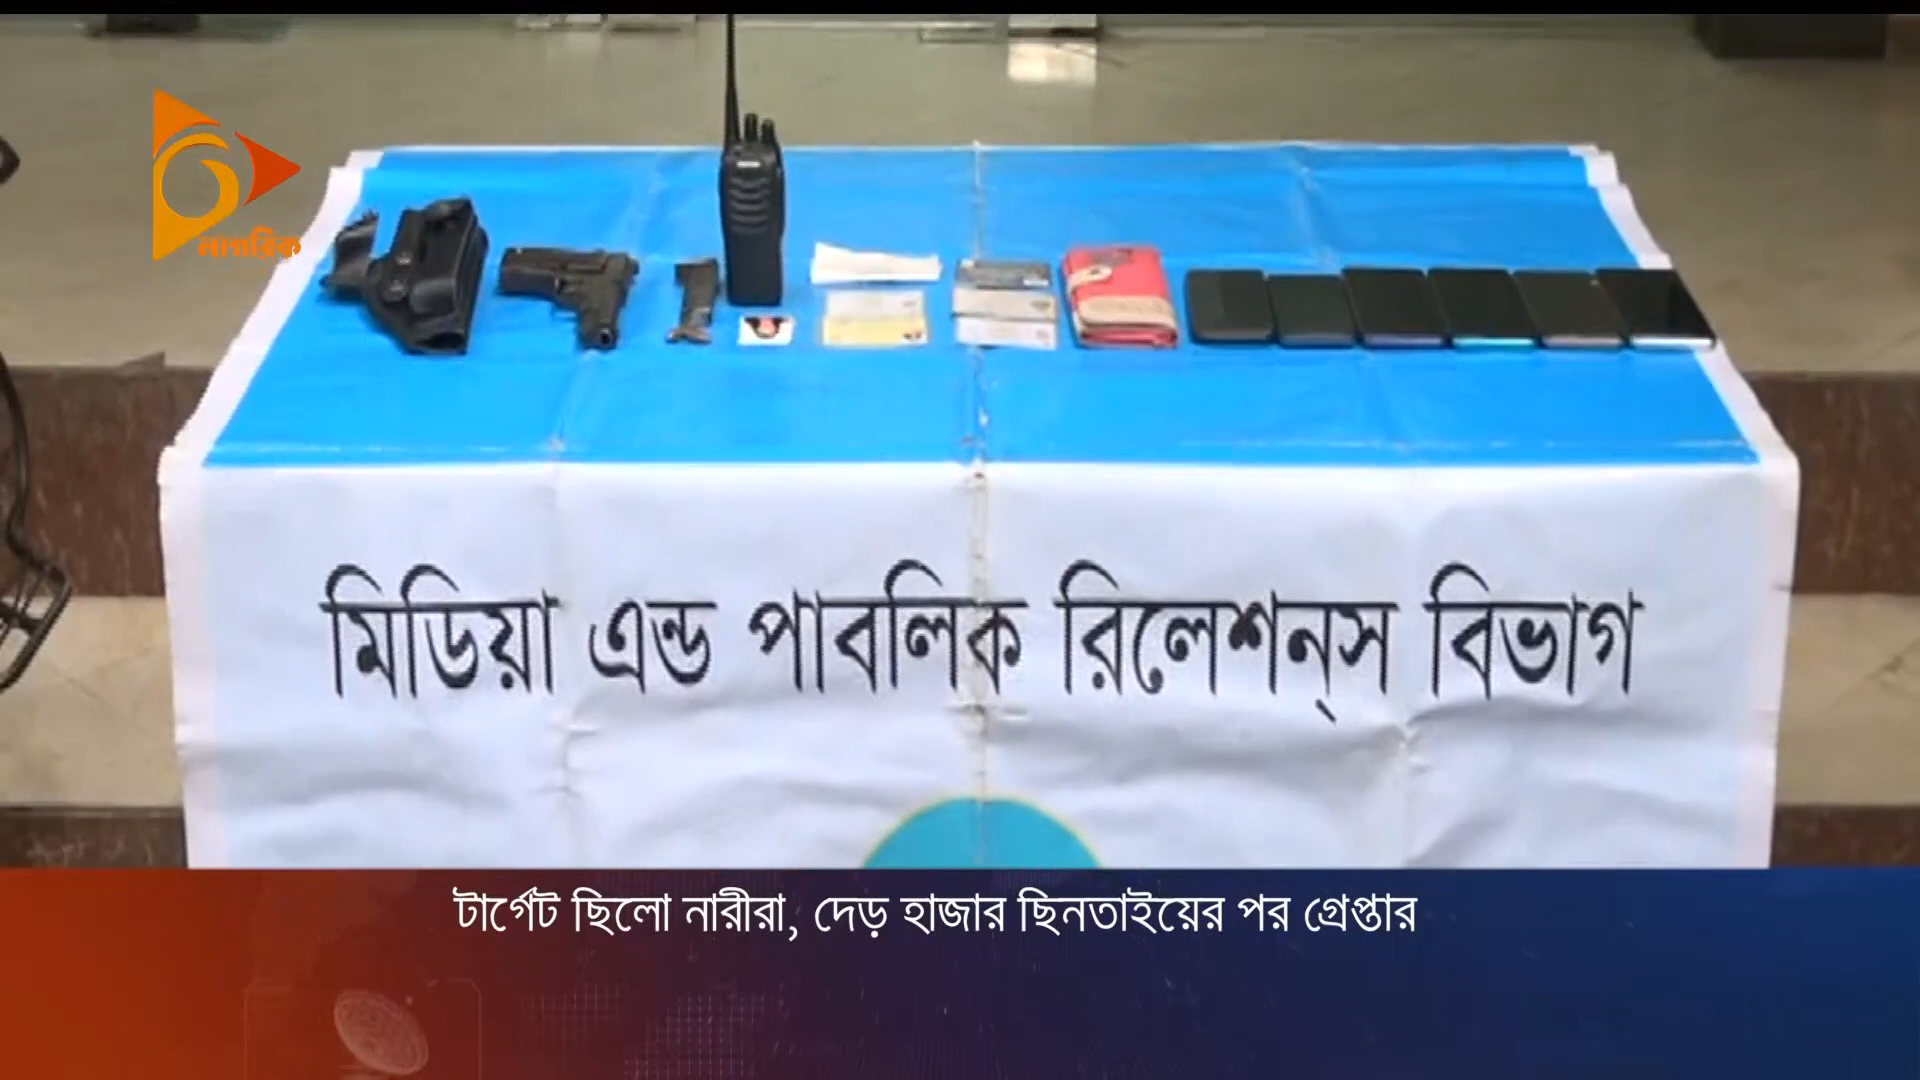 নাগরিক
মিডিয়া এন্ড পাবলিক রিলেশন্স বিভাগ
টার্গেট ছিলো নারীরা, দেড় হাজার ছিনতাইয়ের পর গ্রেপ্তার